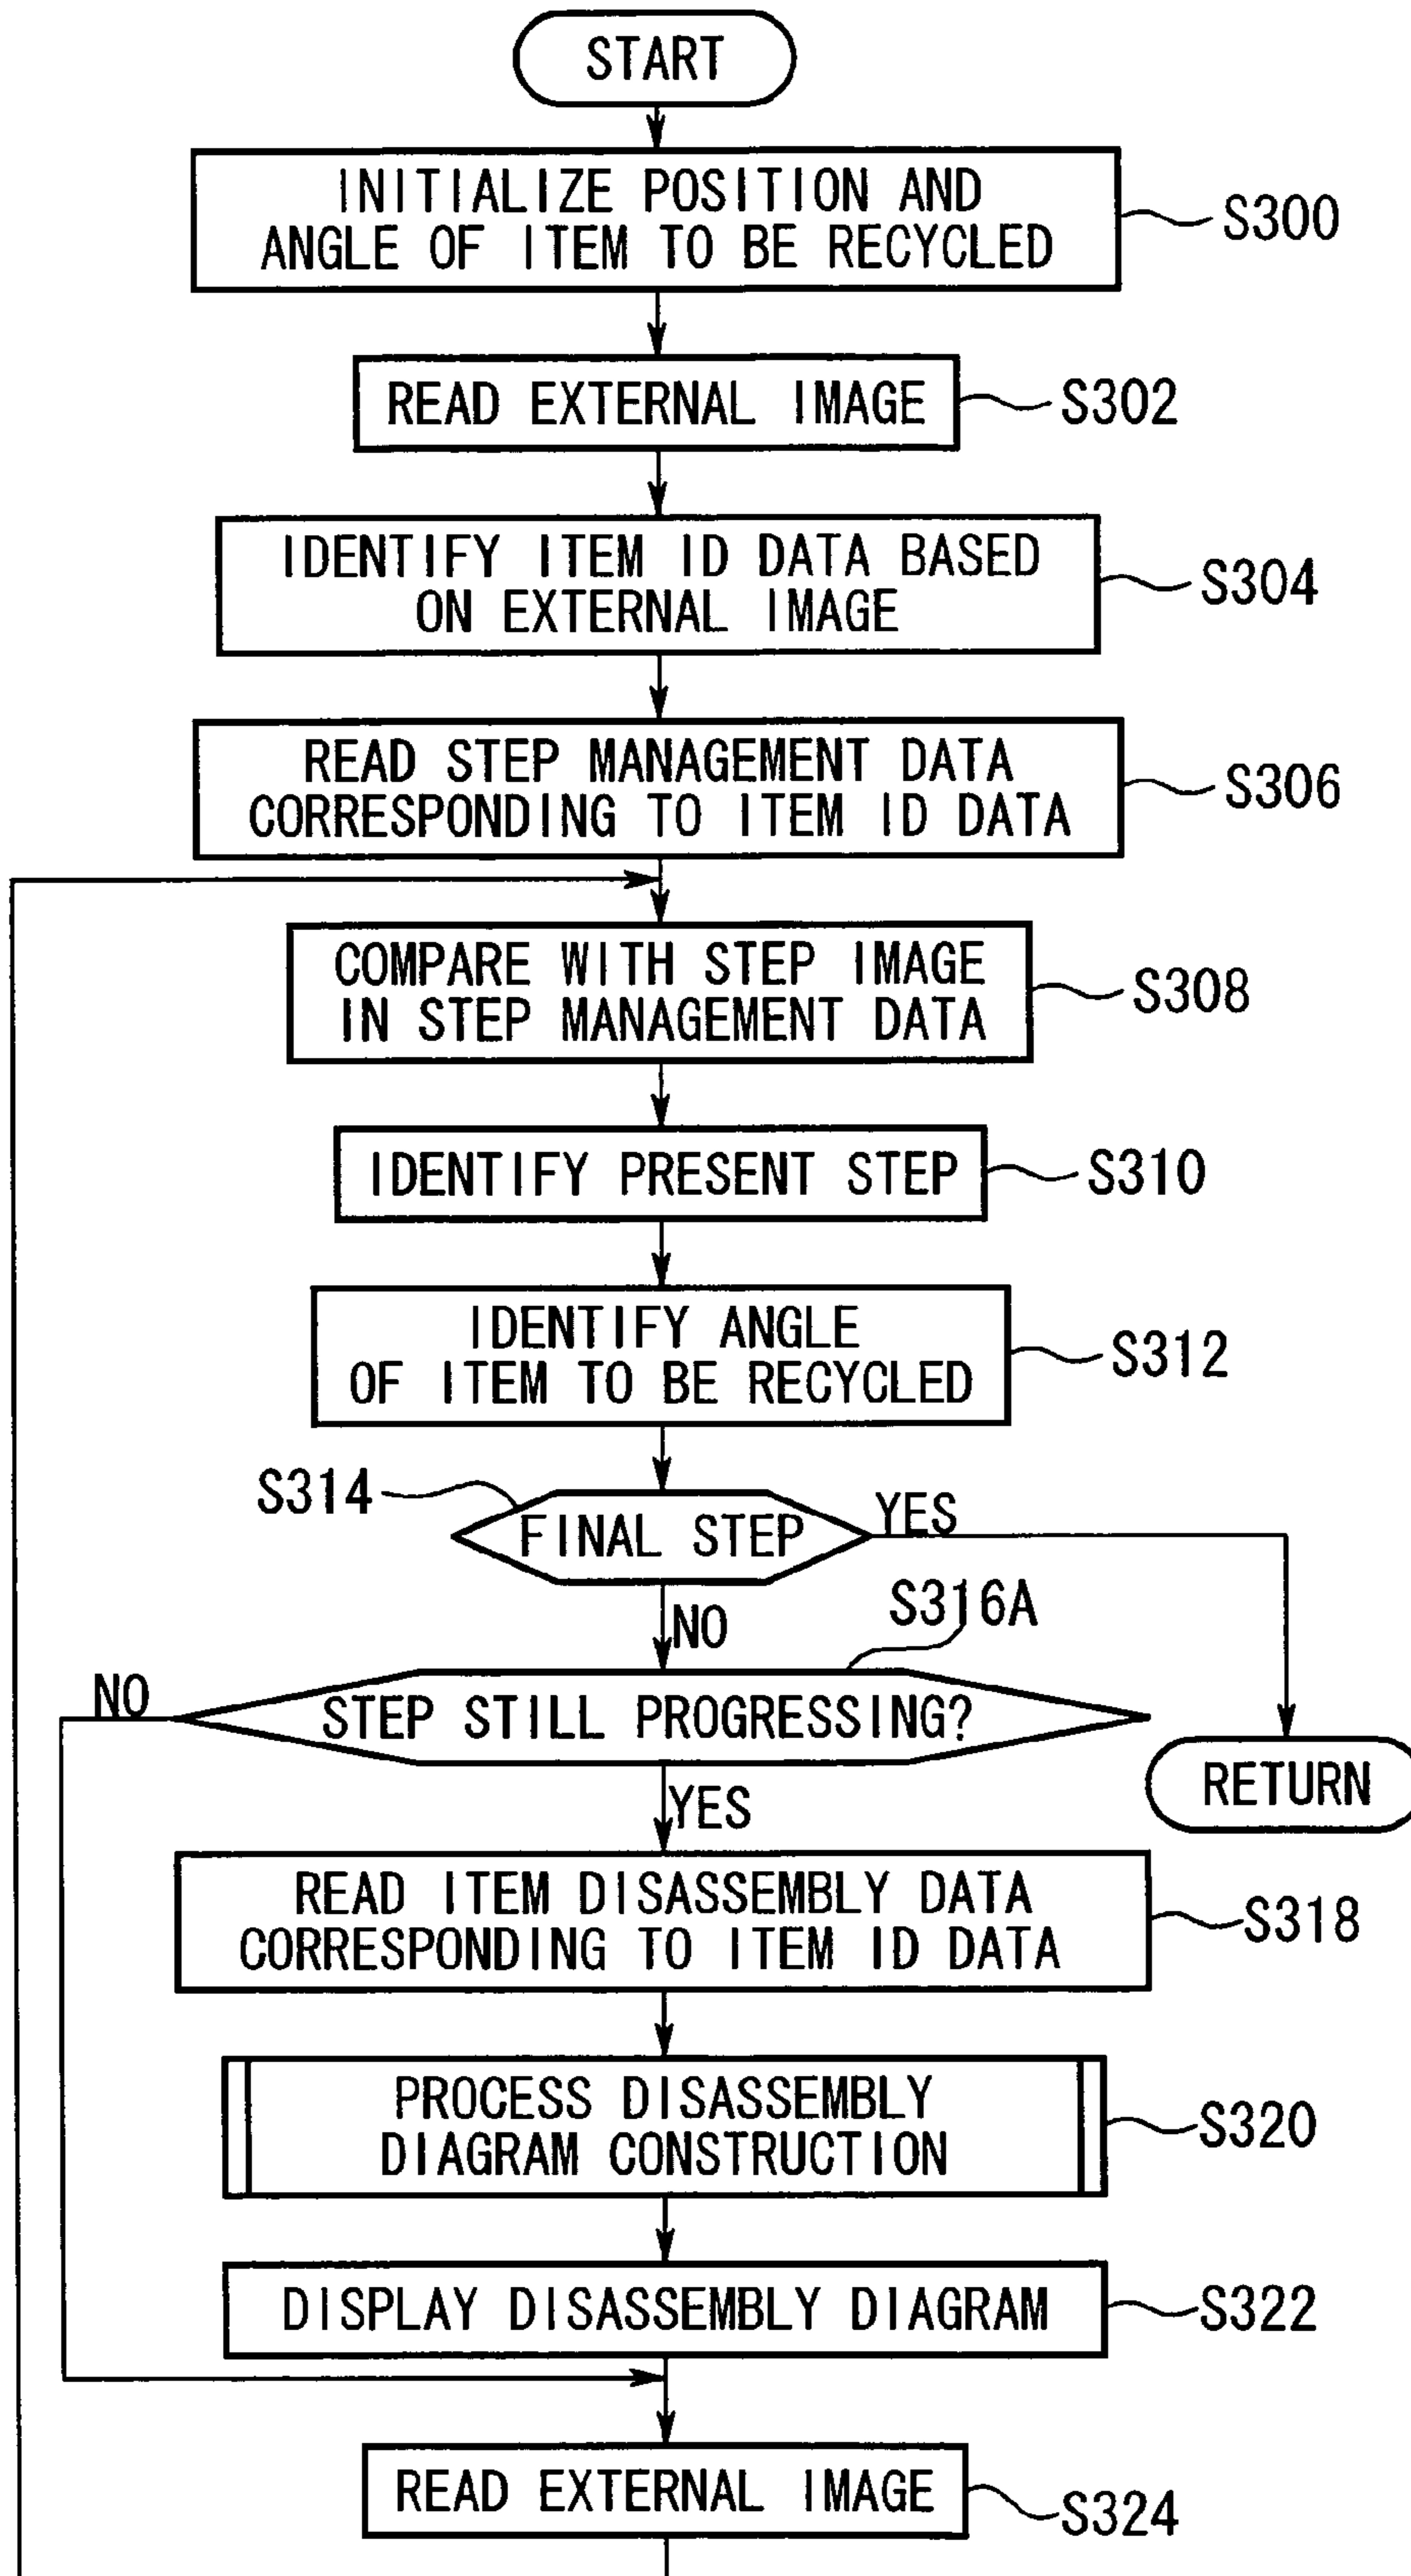 START
INITIALIZE POSITION AND
ANGLE OF ITEM TO BE RECYCLED
S300
READ EXTERNAL IMAGE
S302
IDENTIFY ITEM ID DATA BASED
ON EXTERNAL IMAGE
S304
READ STEP MANAGEMENT DATA
CORRESPONDING TO ITEM ID DATA
S306
COMPARE WITH STEP IMAGE
IN STEP MANAGEMENT DATA
S308
IDENTIFY PRESENT STEP
S310
IDENTIFY ANGLE
OF ITEM TO BE RECYCLED
S312
S314
FINAL STEP
YES
NO
S316A
STEP STILL PROGRESSING?
NO
YES
RETURN
READ ITEM DISASSEMBLY DATA
CORRESPONDING TO ITEM ID DATA
S318
PROCESS DISASSEMBLY
DIAGRAM CONSTRUCTION
S320
DISPLAY DISASSEMBLY DIAGRAM
S322
READ EXTERNAL IMAGE
S324